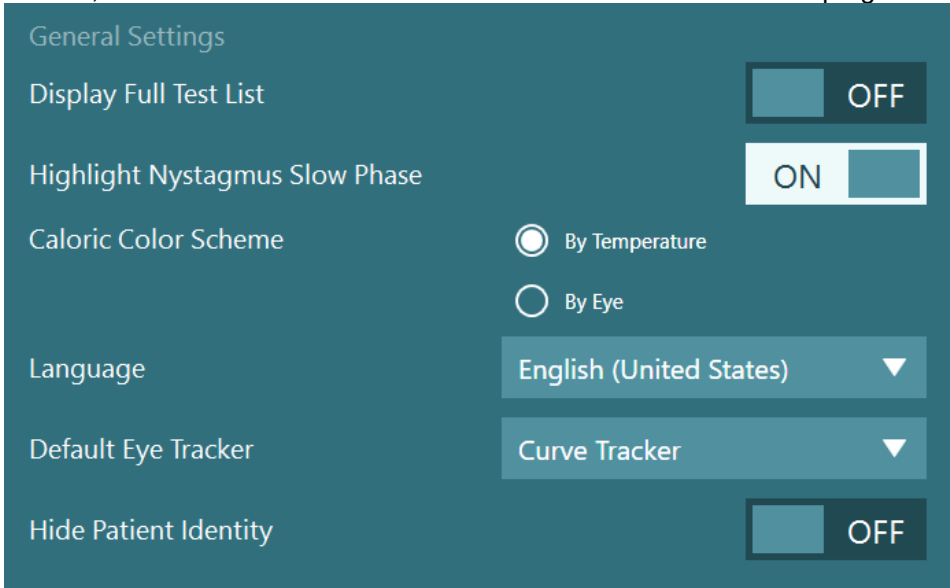 General Settings
Display Full Test List OFF
Highlight Nystagmus Slow Phase ON
Caloric Color Scheme By Temperature
By Eye
Language English (United States)
Default Eye Tracker Curve Tracker
Hide Patient Identity OFF